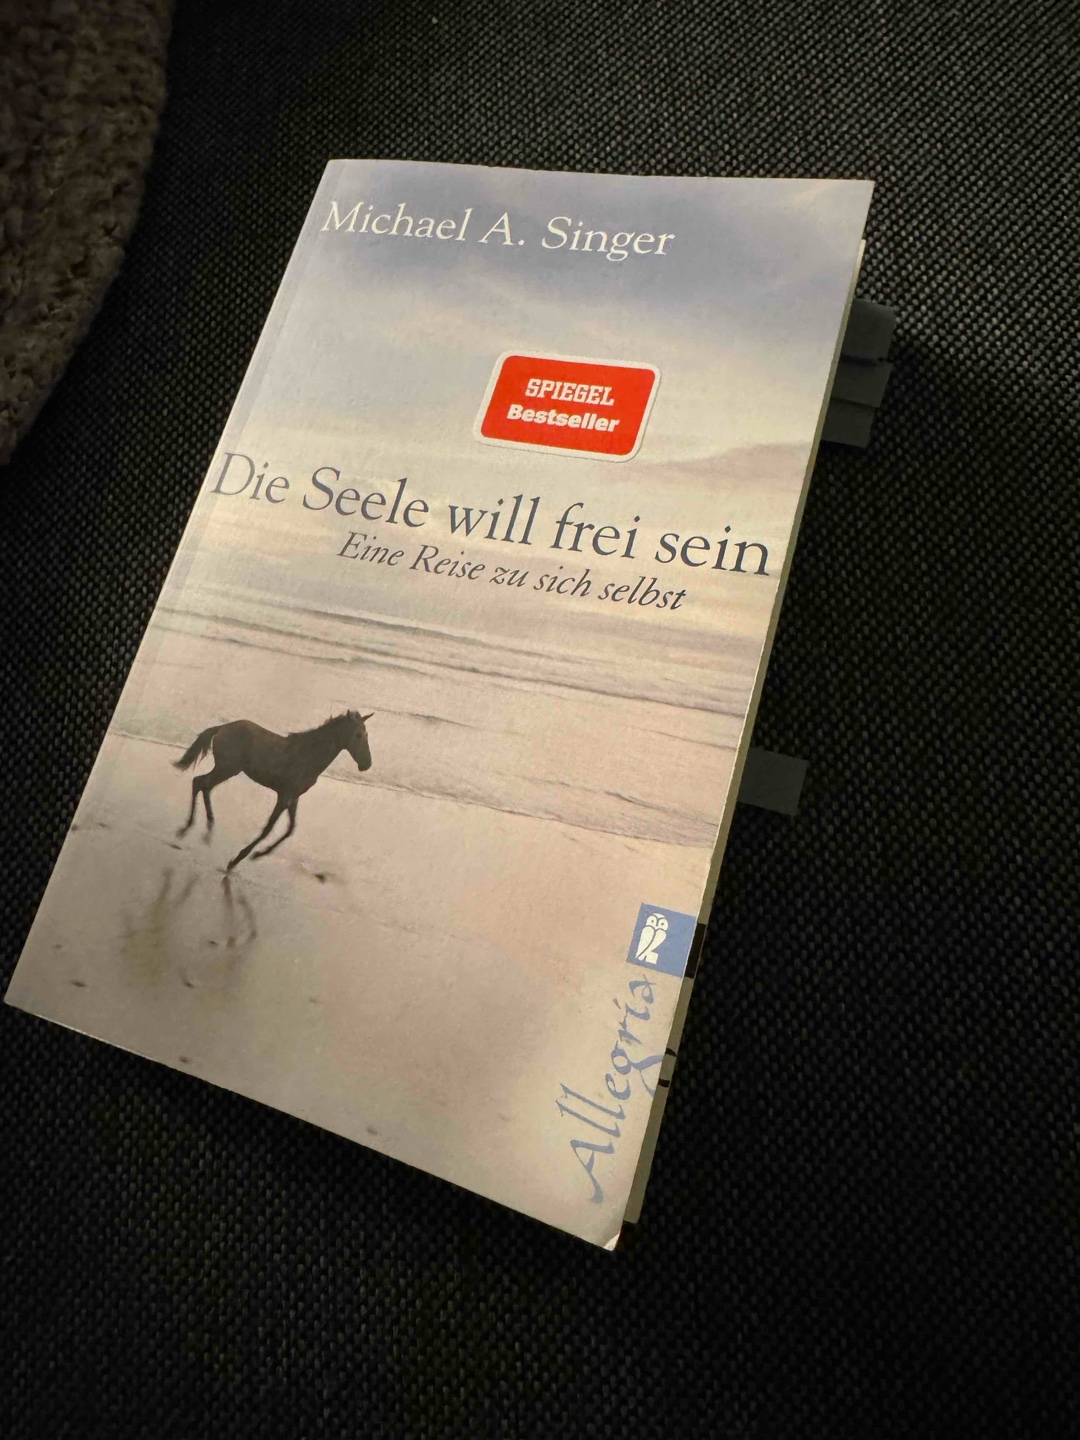 Michael A. Singer
SPIEGEL
Bestseller
Die Seele will frei sein
Eine Reise zu sich selbst
Allegria